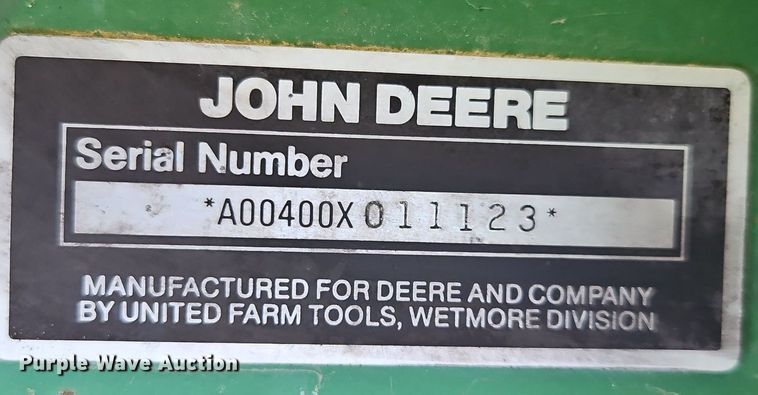 JOHN DEERE
Serial Number
*A00400X011123*
MANUFACTURED FOR DEERE AND COMPANY
BY UNITED FARM TOOLS, WETMORE DIVISION
Purple Wave Auction